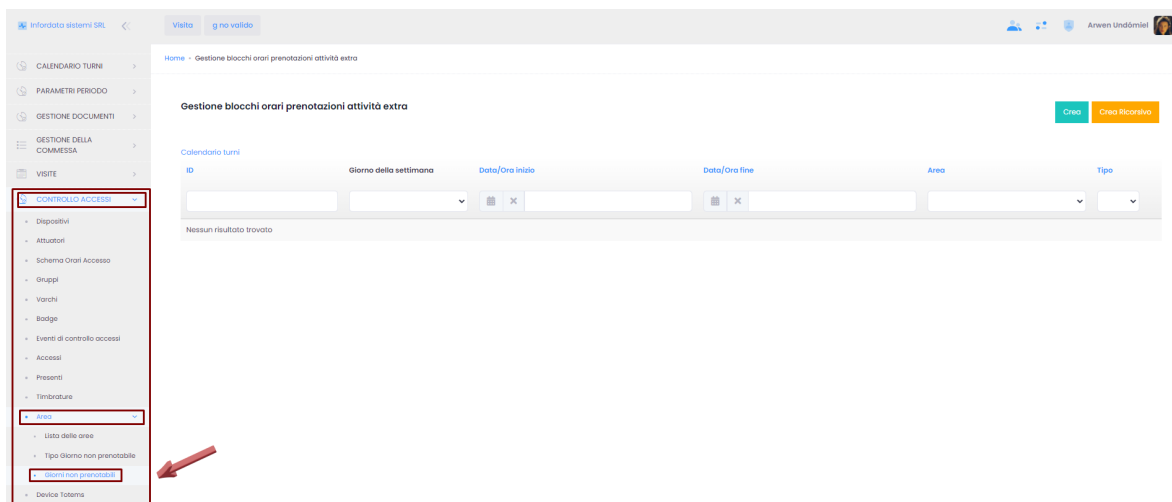 Infordata sistemi SRL
Visita
g no valido
Arwen Undòmiel
Home - Gestione blocchi orari prenotazioni attività extra
CALENDARIO TURNI
PARAMETRI PERIODO
GESTIONE DOCUMENTI
GESTIONE DELLA
COMMESSA
VISITE
CONTROLLO ACCESSI
Dispositivi
Attuatori
Schema Orari Accesso
Gruppi
Varchi
Badge
Eventi di controllo accessi
Accessi
Presenti
Timbrature
Area
Lista delle aree
Tipo Giorno non prenotabile
Giorni non prenotabili
Device Totems
Gestione blocchi orari prenotazioni attività extra
Crea
Crea Ricorsivo
Calendario turni
ID Giorno della settimana Data/Ora inizio Data/Ora fine Area Tipo
Nessun risultato trovato